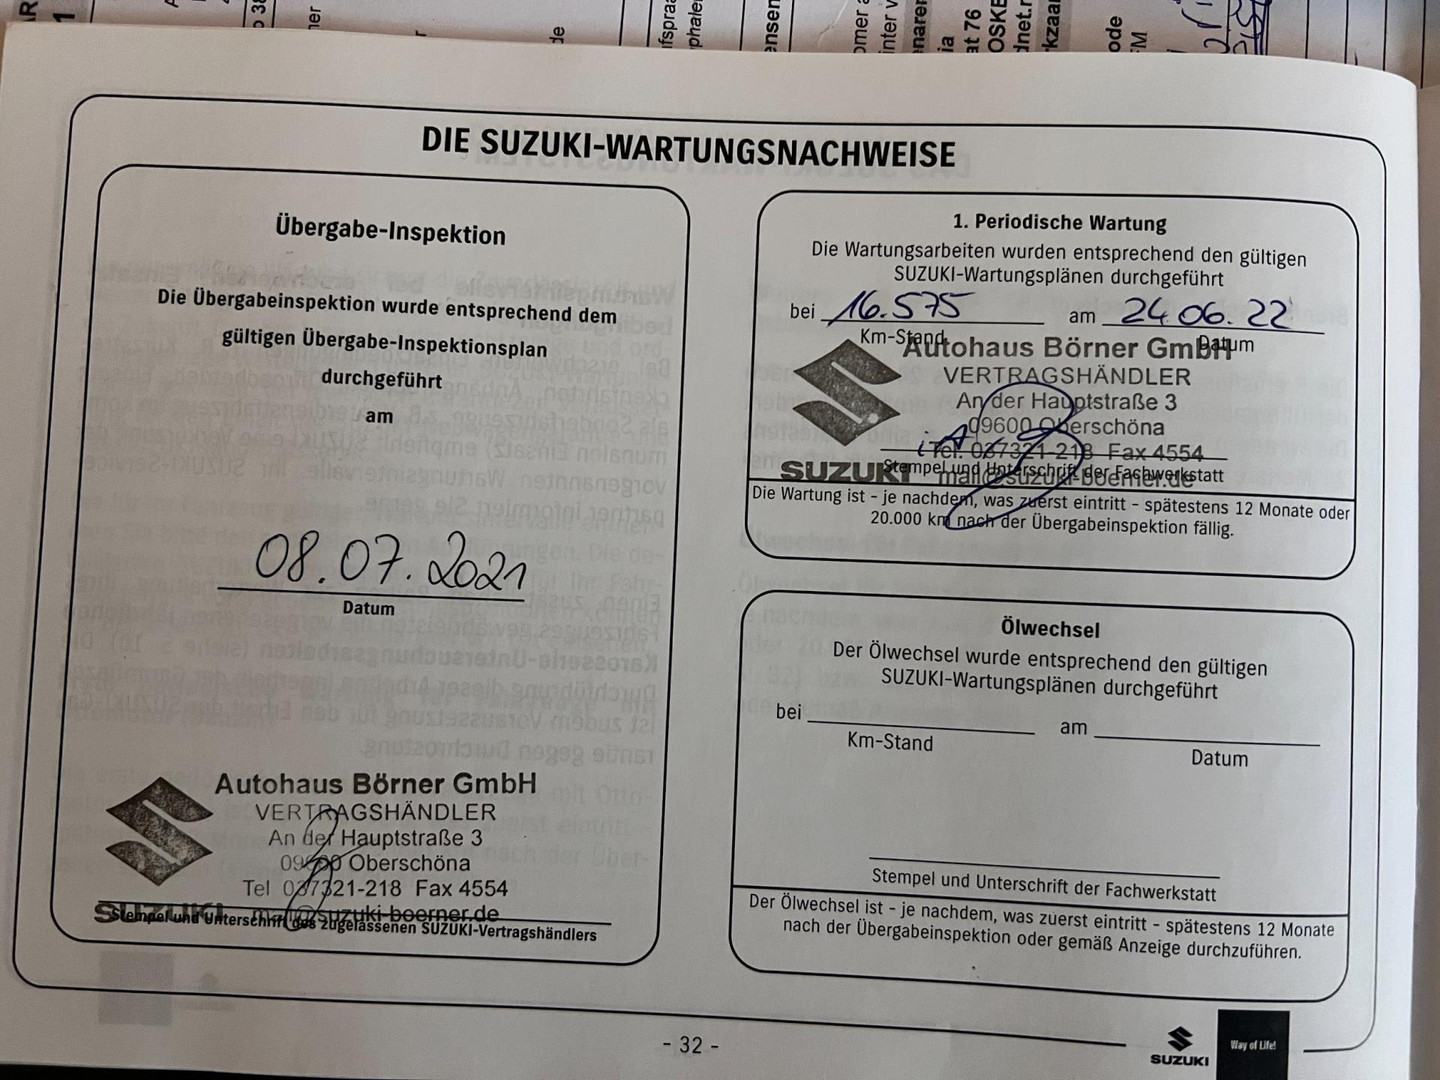 DIE SUZUKI-WARTUNGSNACHWEISE
Übergabe-Inspektion
Die Übergabeinspektion wurde entsprechend dem
gültigen Übergabe-Inspektionsplan
durchgeführt
am
08.07.2021
Datum
Autohaus Börner GmbH
VERTRAGSHÄNDLER
An der Hauptstraße 3
09600 Oberschöna
Tel 037321-218 Fax 4554
SUZUKI mail@suzuki-boerner.de
Stempel und Unterschrift des zugelassenen SUZUKI-Vertragshändlers
1. Periodische Wartung
Die Wartungsarbeiten wurden entsprechend den gültigen
SUZUKI-Wartungsplänen durchgeführt
bei 16.575 am 24.06.22
Km-Stand Datum
Autohaus Börner GmbH
VERTRAGSHÄNDLER
An der Hauptstraße 3
09600 Oberschöna
Tel. 037321-218 Fax 4554
SUZUKI mail@suzuki-boerner.de
Stempel und Unterschrift der Fachwerkstatt
Die Wartung ist - je nachdem, was zuerst eintritt - spätestens 12 Monate oder
20.000 km nach der Übergabeinspektion fällig.
Ölwechsel
Der Ölwechsel wurde entsprechend den gültigen
SUZUKI-Wartungsplänen durchgeführt
bei am
Km-Stand Datum
Stempel und Unterschrift der Fachwerkstatt
Der Ölwechsel ist - je nachdem, was zuerst eintritt - spätestens 12 Monate
nach der Übergabeinspektion oder gemäß Anzeige durchzuführen.
- 32 -
SUZUKI
Way of Life!